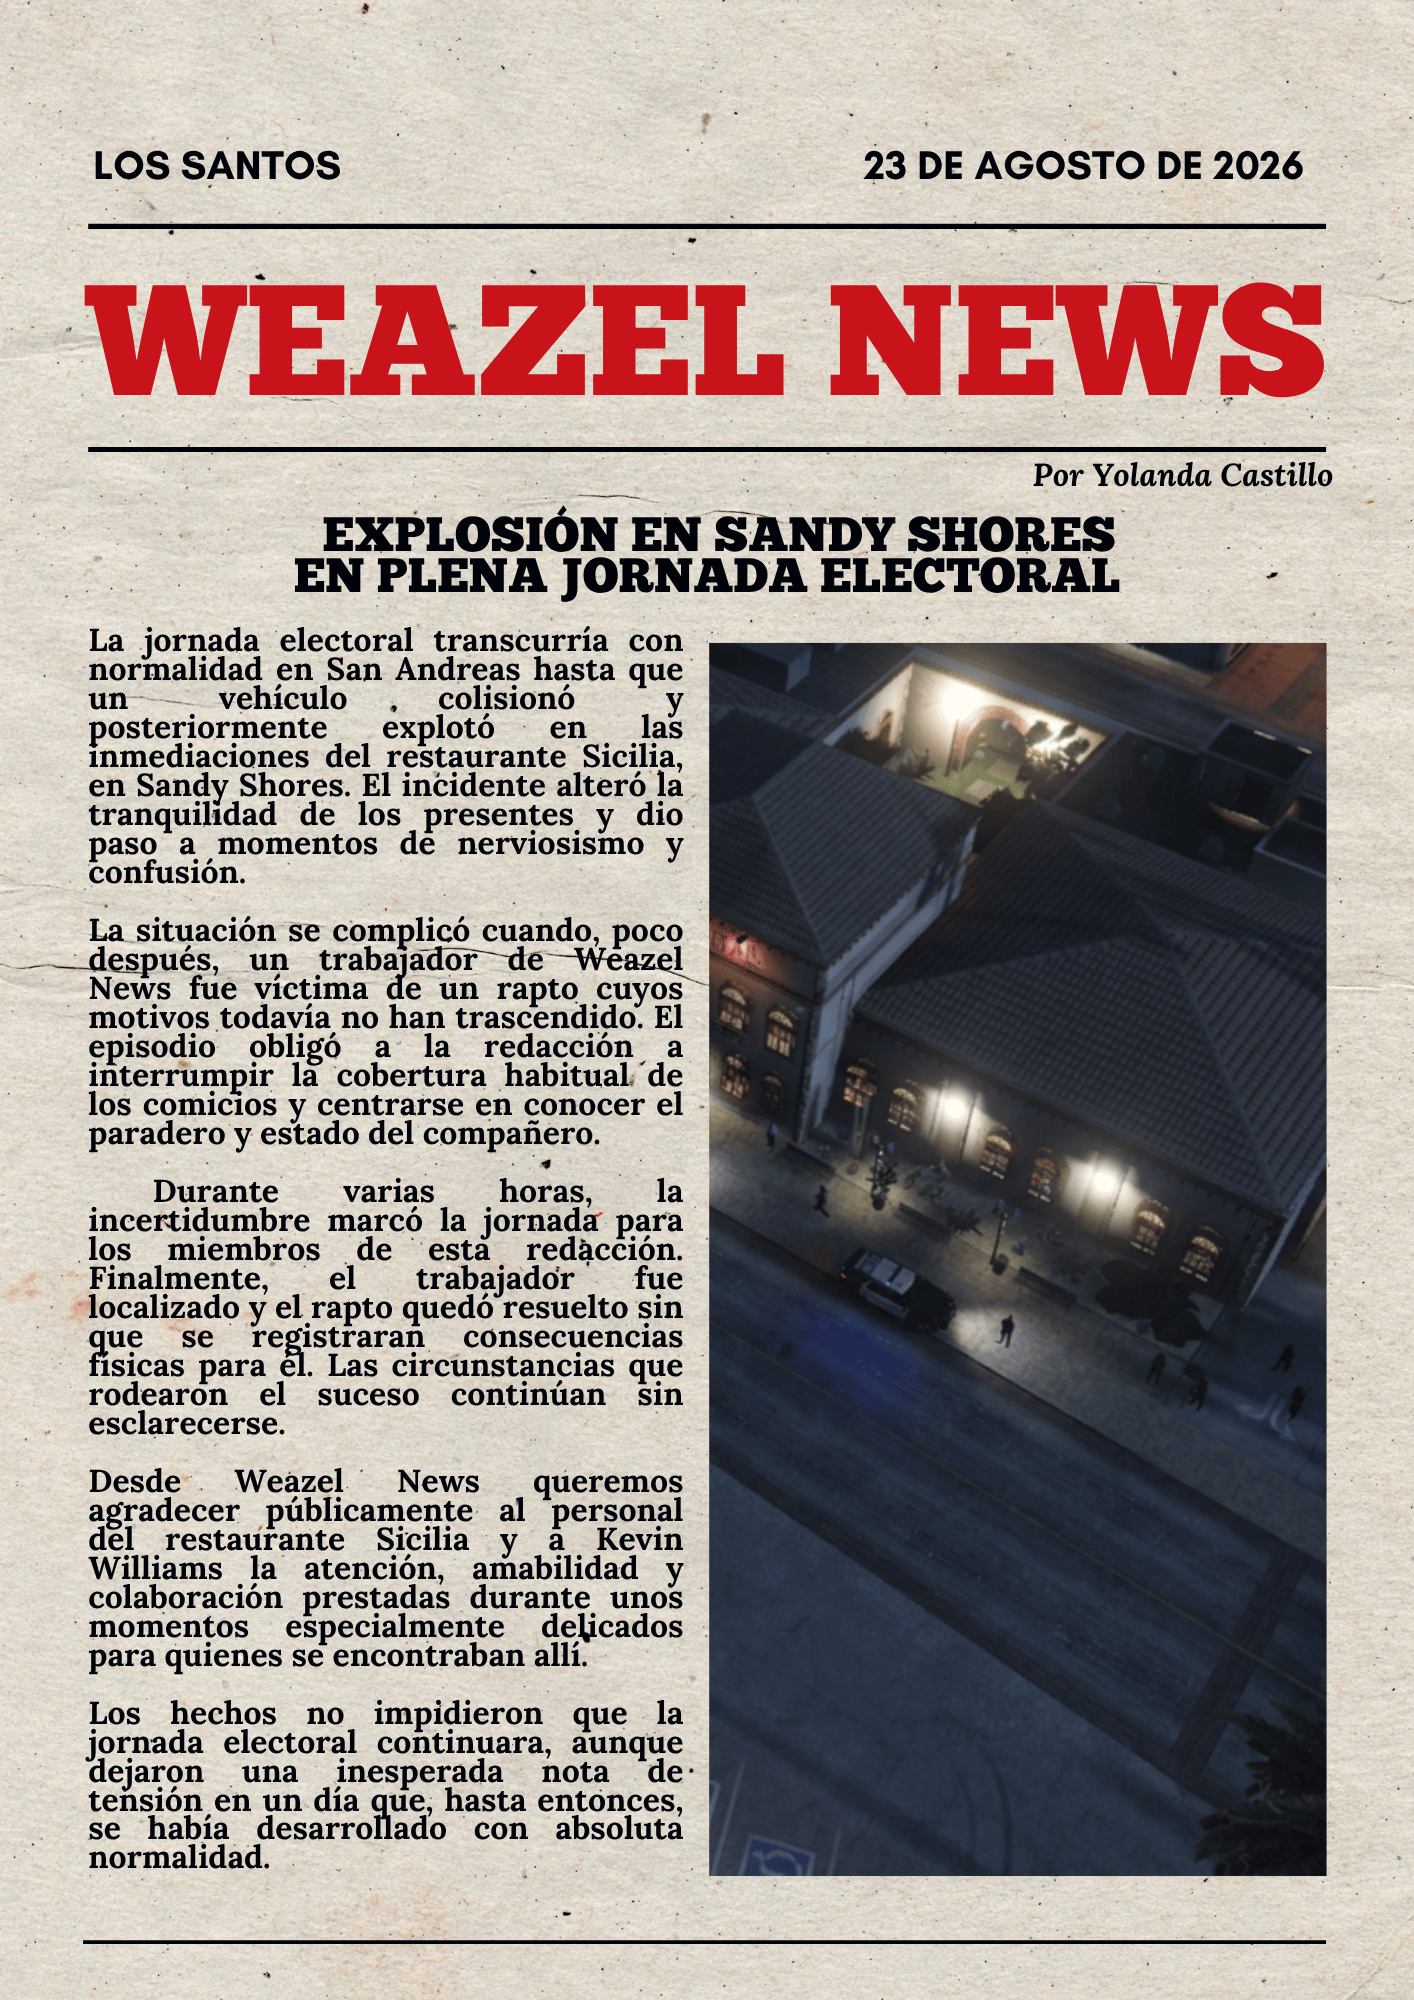 LOS SANTOS
23 DE AGOSTO DE 2026
WEAZEL NEWS
Por Yolanda Castillo
EXPLOSIÓN EN SANDY SHORES
EN PLENA JORNADA ELECTORAL
La jornada electoral transcurría con
normalidad en San Andreas hasta que
un vehículo colisionó y
posteriormente explotó en las
inmediaciones del restaurante Sicilia,
en Sandy Shores. El incidente alteró la
tranquilidad de los presentes y dio
paso a momentos de nerviosismo y
confusión.
La situación se complicó cuando, poco
después, un trabajador de Weazel
News fue víctima de un rapto cuyos
motivos todavía no han trascendido. El
episodio obligó a la redacción a
interrumpir la cobertura habitual de
los comicios y centrarse en conocer el
paradero y estado del compañero.
Durante varias horas, la
incertidumbre marcó la jornada para
los miembros de esta redacción.
Finalmente, el trabajador fue
localizado y el rapto quedó resuelto sin
que se registraran consecuencias
físicas para él. Las circunstancias que
rodearon el suceso continúan sin
esclarecerse.
Desde Weazel News queremos
agradecer públicamente al personal
del restaurante Sicilia y a Kevin
Williams la atención, amabilidad y
colaboración prestadas durante unos
momentos especialmente delicados
para quienes se encontraban allí.
Los hechos no impidieron que la
jornada electoral continuara, aunque
dejaron una inesperada nota de
tensión en un día que, hasta entonces,
se había desarrollado con absoluta
normalidad.